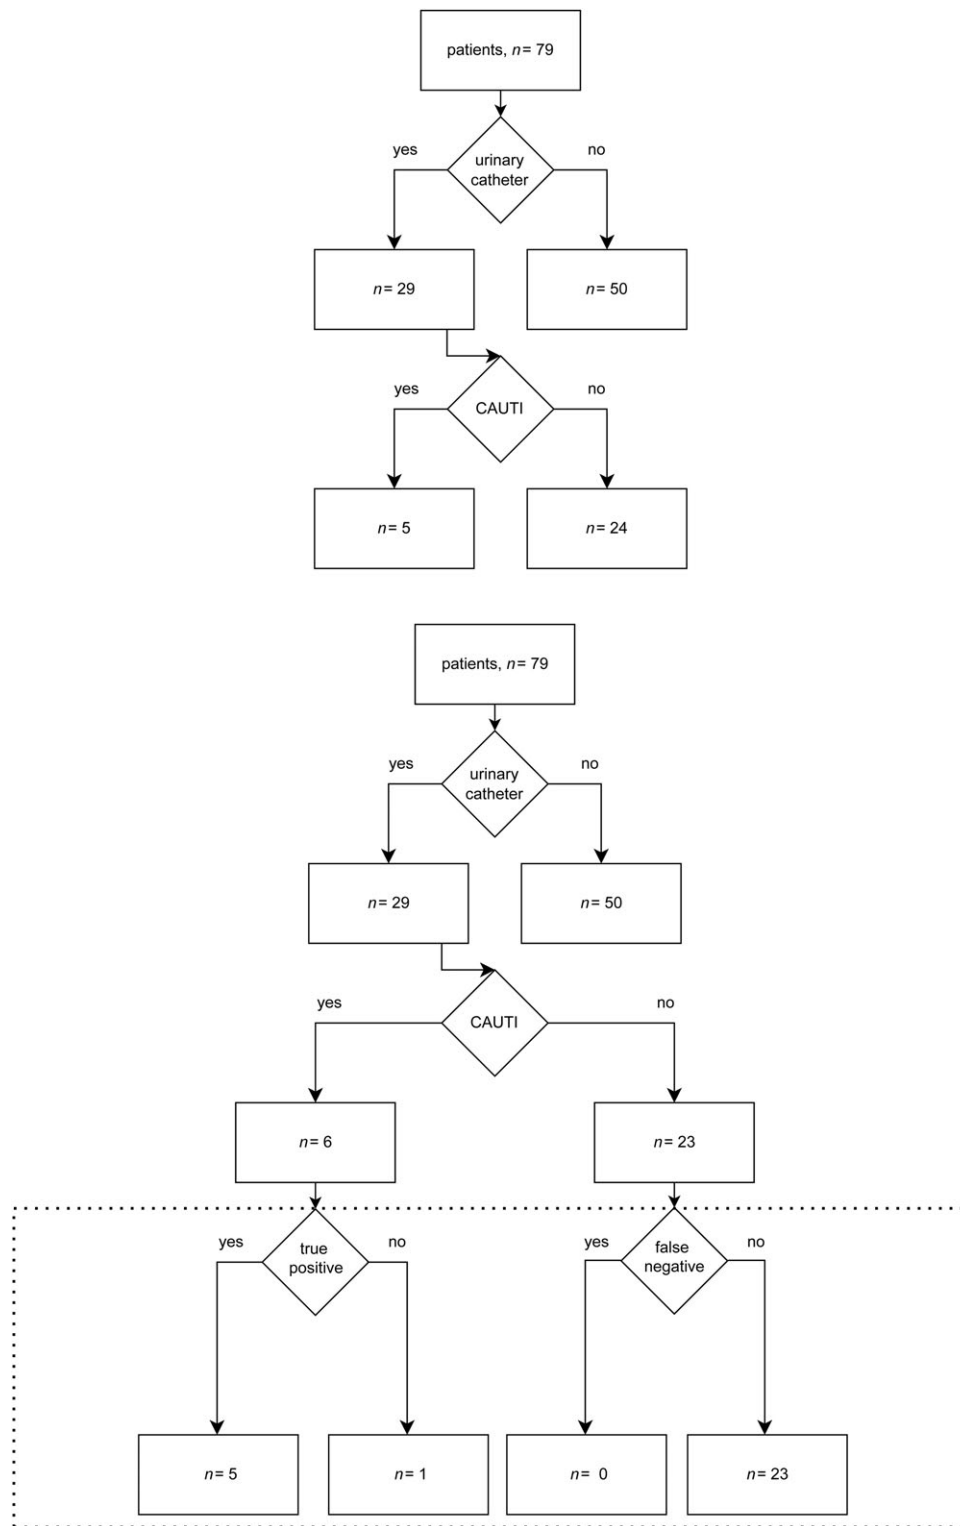 patients, n= 79
urinary
catheter
yes
no
n= 29
n= 50
CAUTI
yes
no
n= 5
n= 24
patients, n= 79
urinary
catheter
yes
no
n= 29
n= 50
CAUTI
yes
no
n= 6
n= 23
true
positive
yes
no
false
negative
yes
no
n= 5
n= 1
n= 0
n= 23